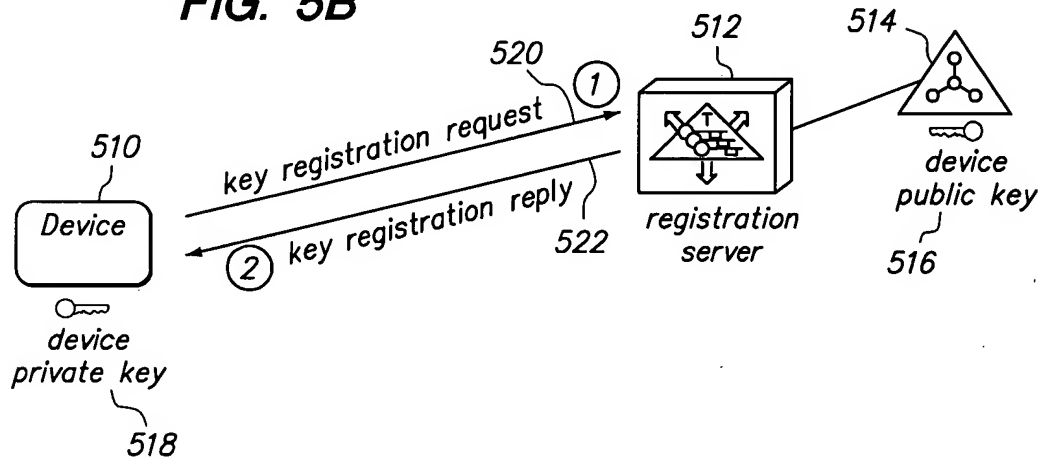 FIG. 5B
512
514
520
1
key registration request
T
510
Device
key registration reply
522
2
registration
server
device
public key
516
device
private key
518